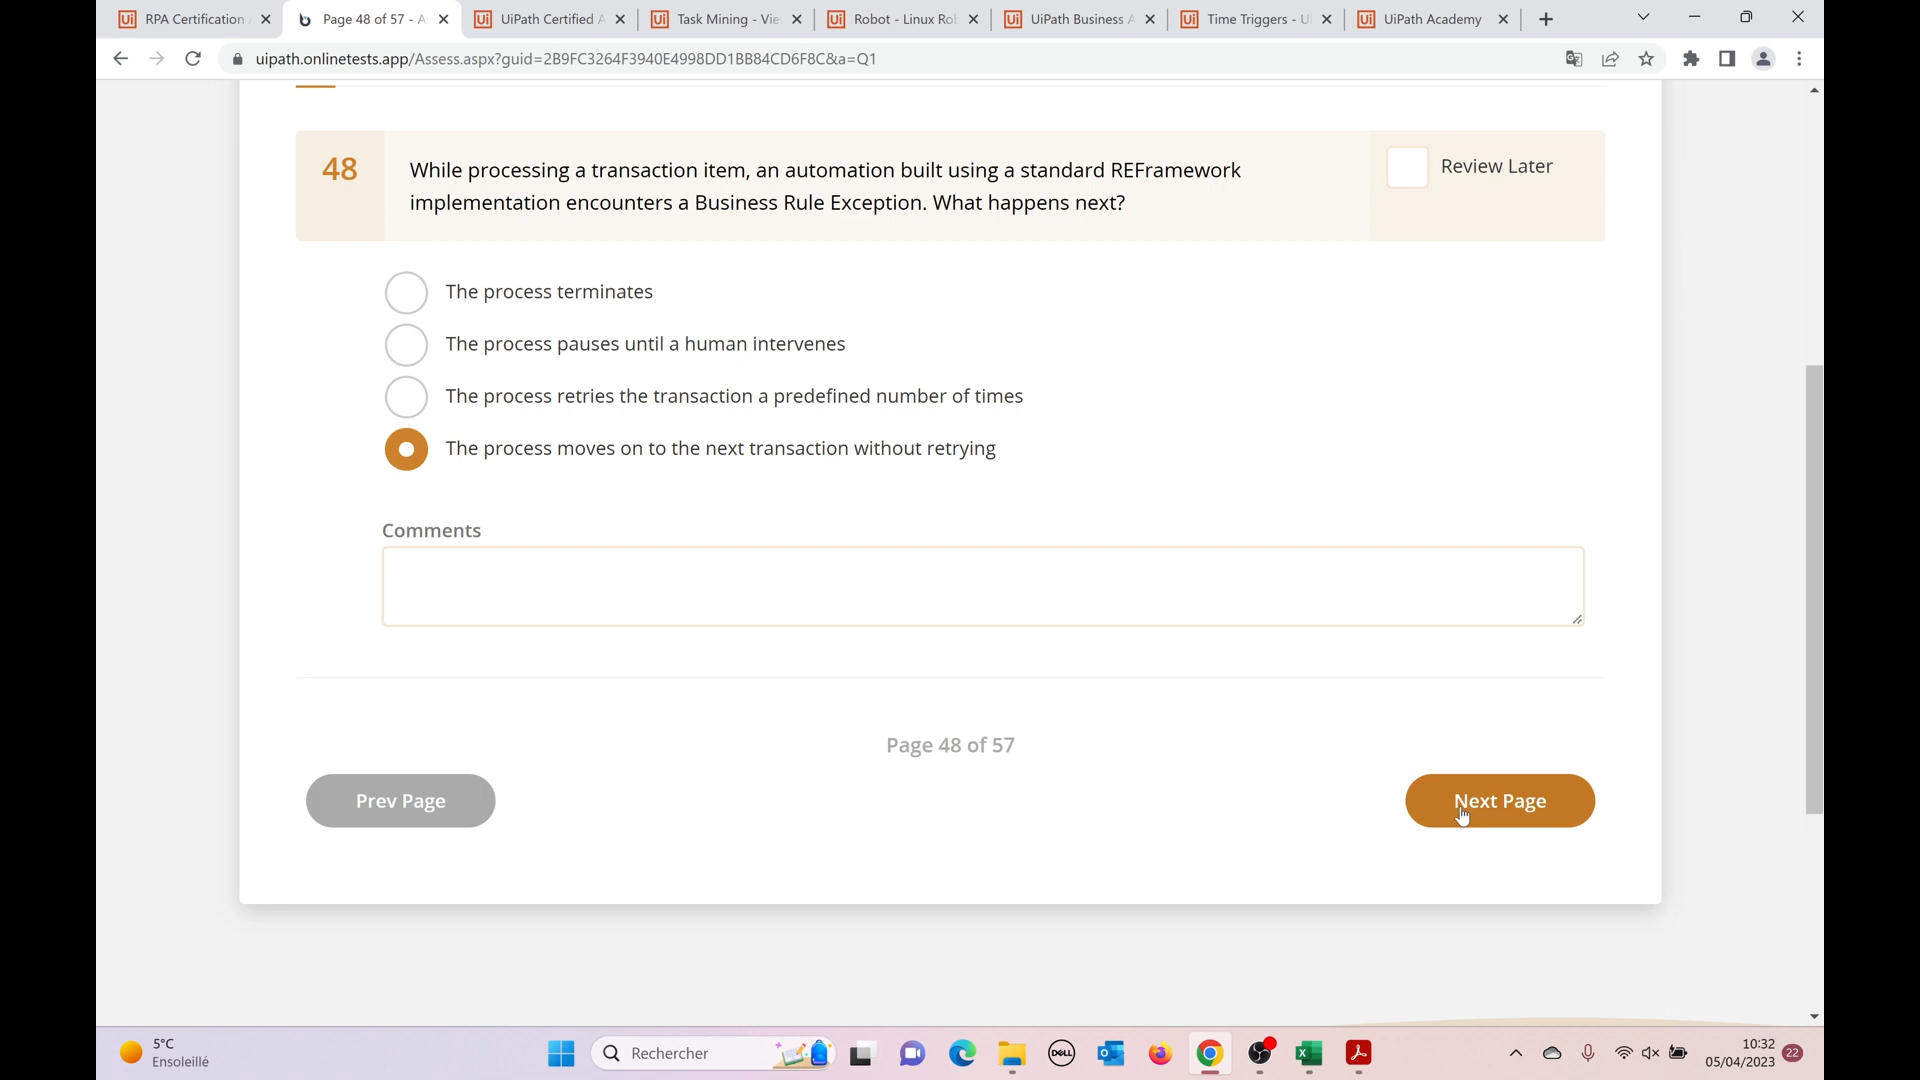 RPA Certification
Page 48 of 57 - A
UiPath Certified A
Task Mining - Vie
Robot - Linux Ro
UiPath Business A
Time Triggers - U
UiPath Academy
uipath.onlinetests.app/Assess.aspx?guid=2B9FC3264F3940E4998DD1BB84CD6F8C&a=Q1
48
While processing a transaction item, an automation built using a standard REFramework
implementation encounters a Business Rule Exception. What happens next?
Review Later
The process terminates
The process pauses until a human intervenes
The process retries the transaction a predefined number of times
The process moves on to the next transaction without retrying
Comments
Page 48 of 57
Prev Page
Next Page
5°C
Ensoleillé
Rechercher
DELL
10:32
05/04/2023
22